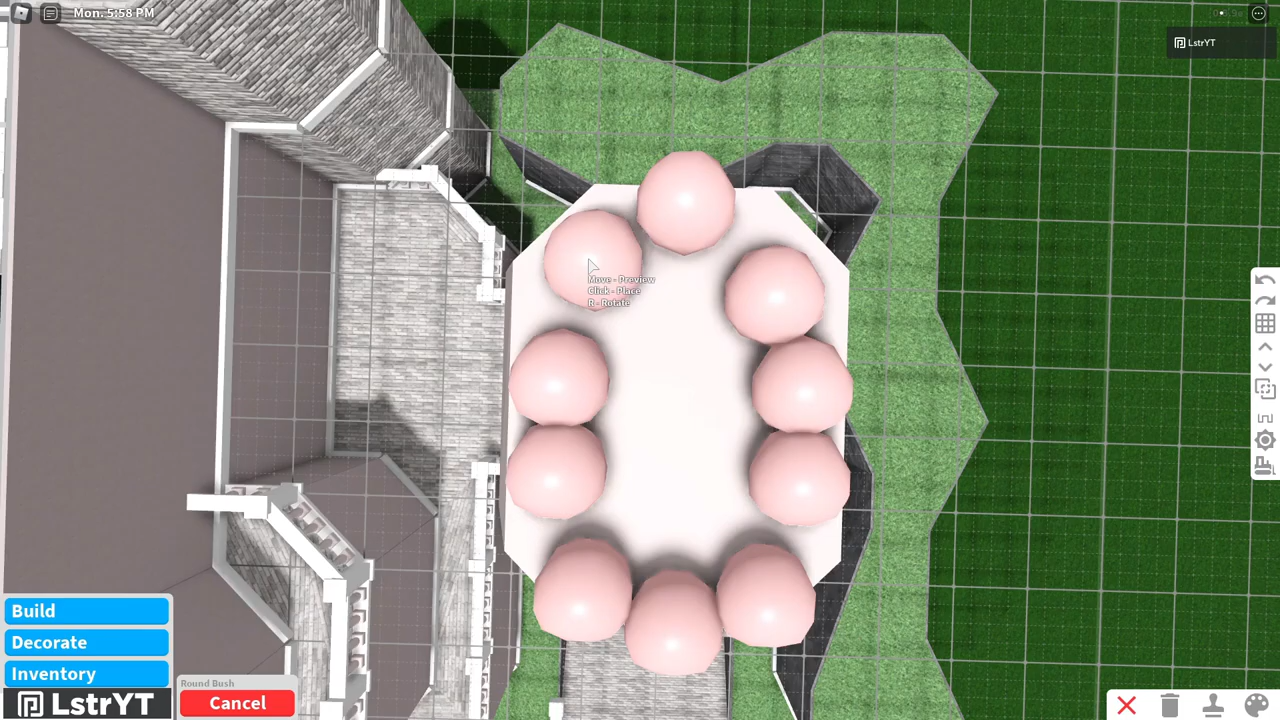 Mon. 5:58 PM
LstrYT
Move - Preview
Click - Place
R - Rotate
Build
Decorate
Inventory
LstrYT
Round Bush
Cancel